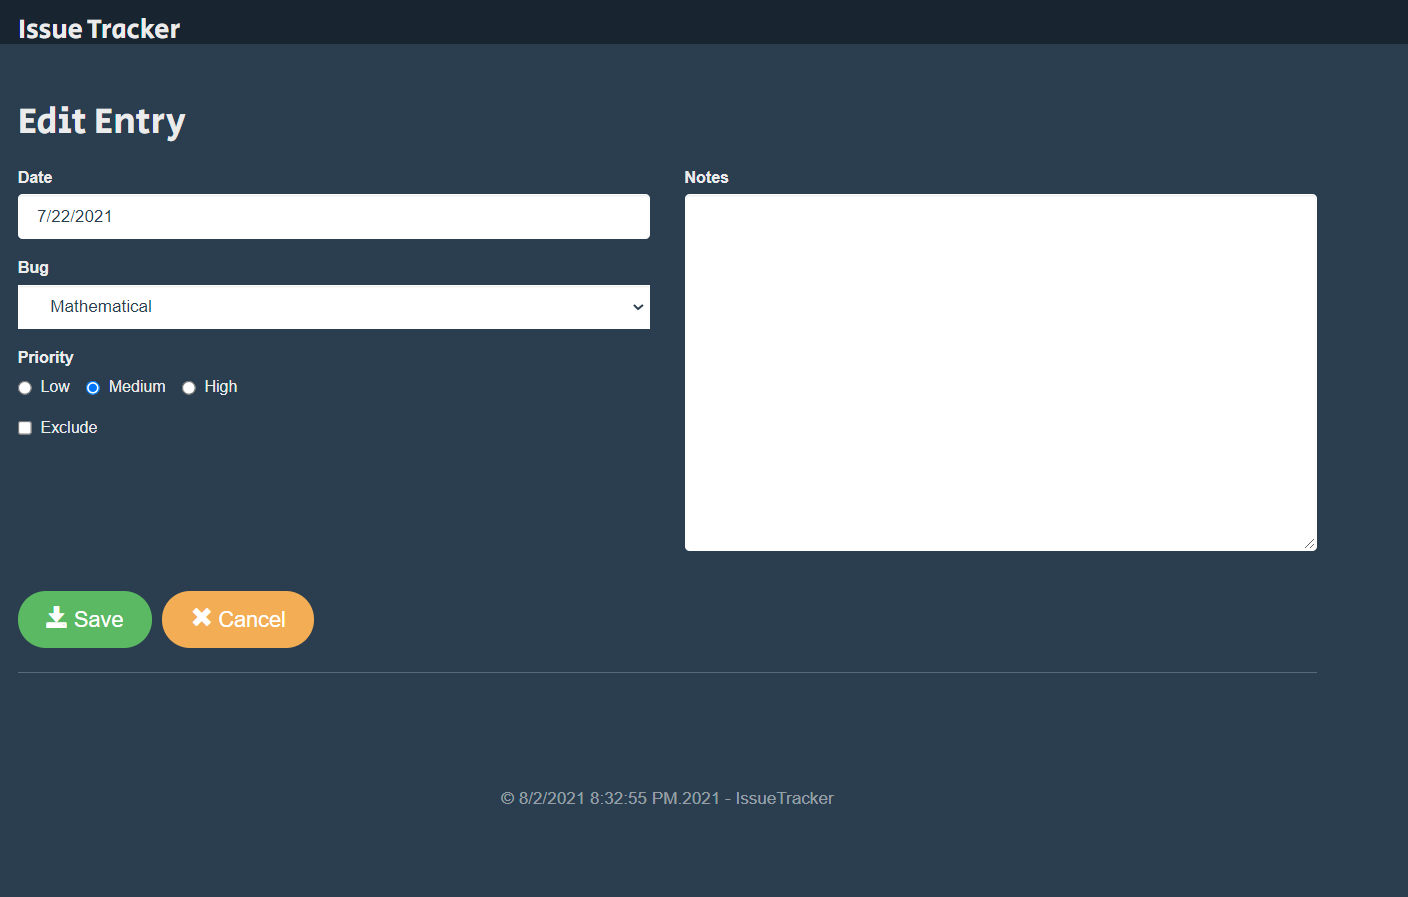 Issue Tracker
Edit Entry
Date
7/22/2021
Bug
Mathematical
Priority
Low Medium High
Exclude
Notes
Save Cancel
© 8/2/2021 8:32:55 PM.2021 - IssueTracker